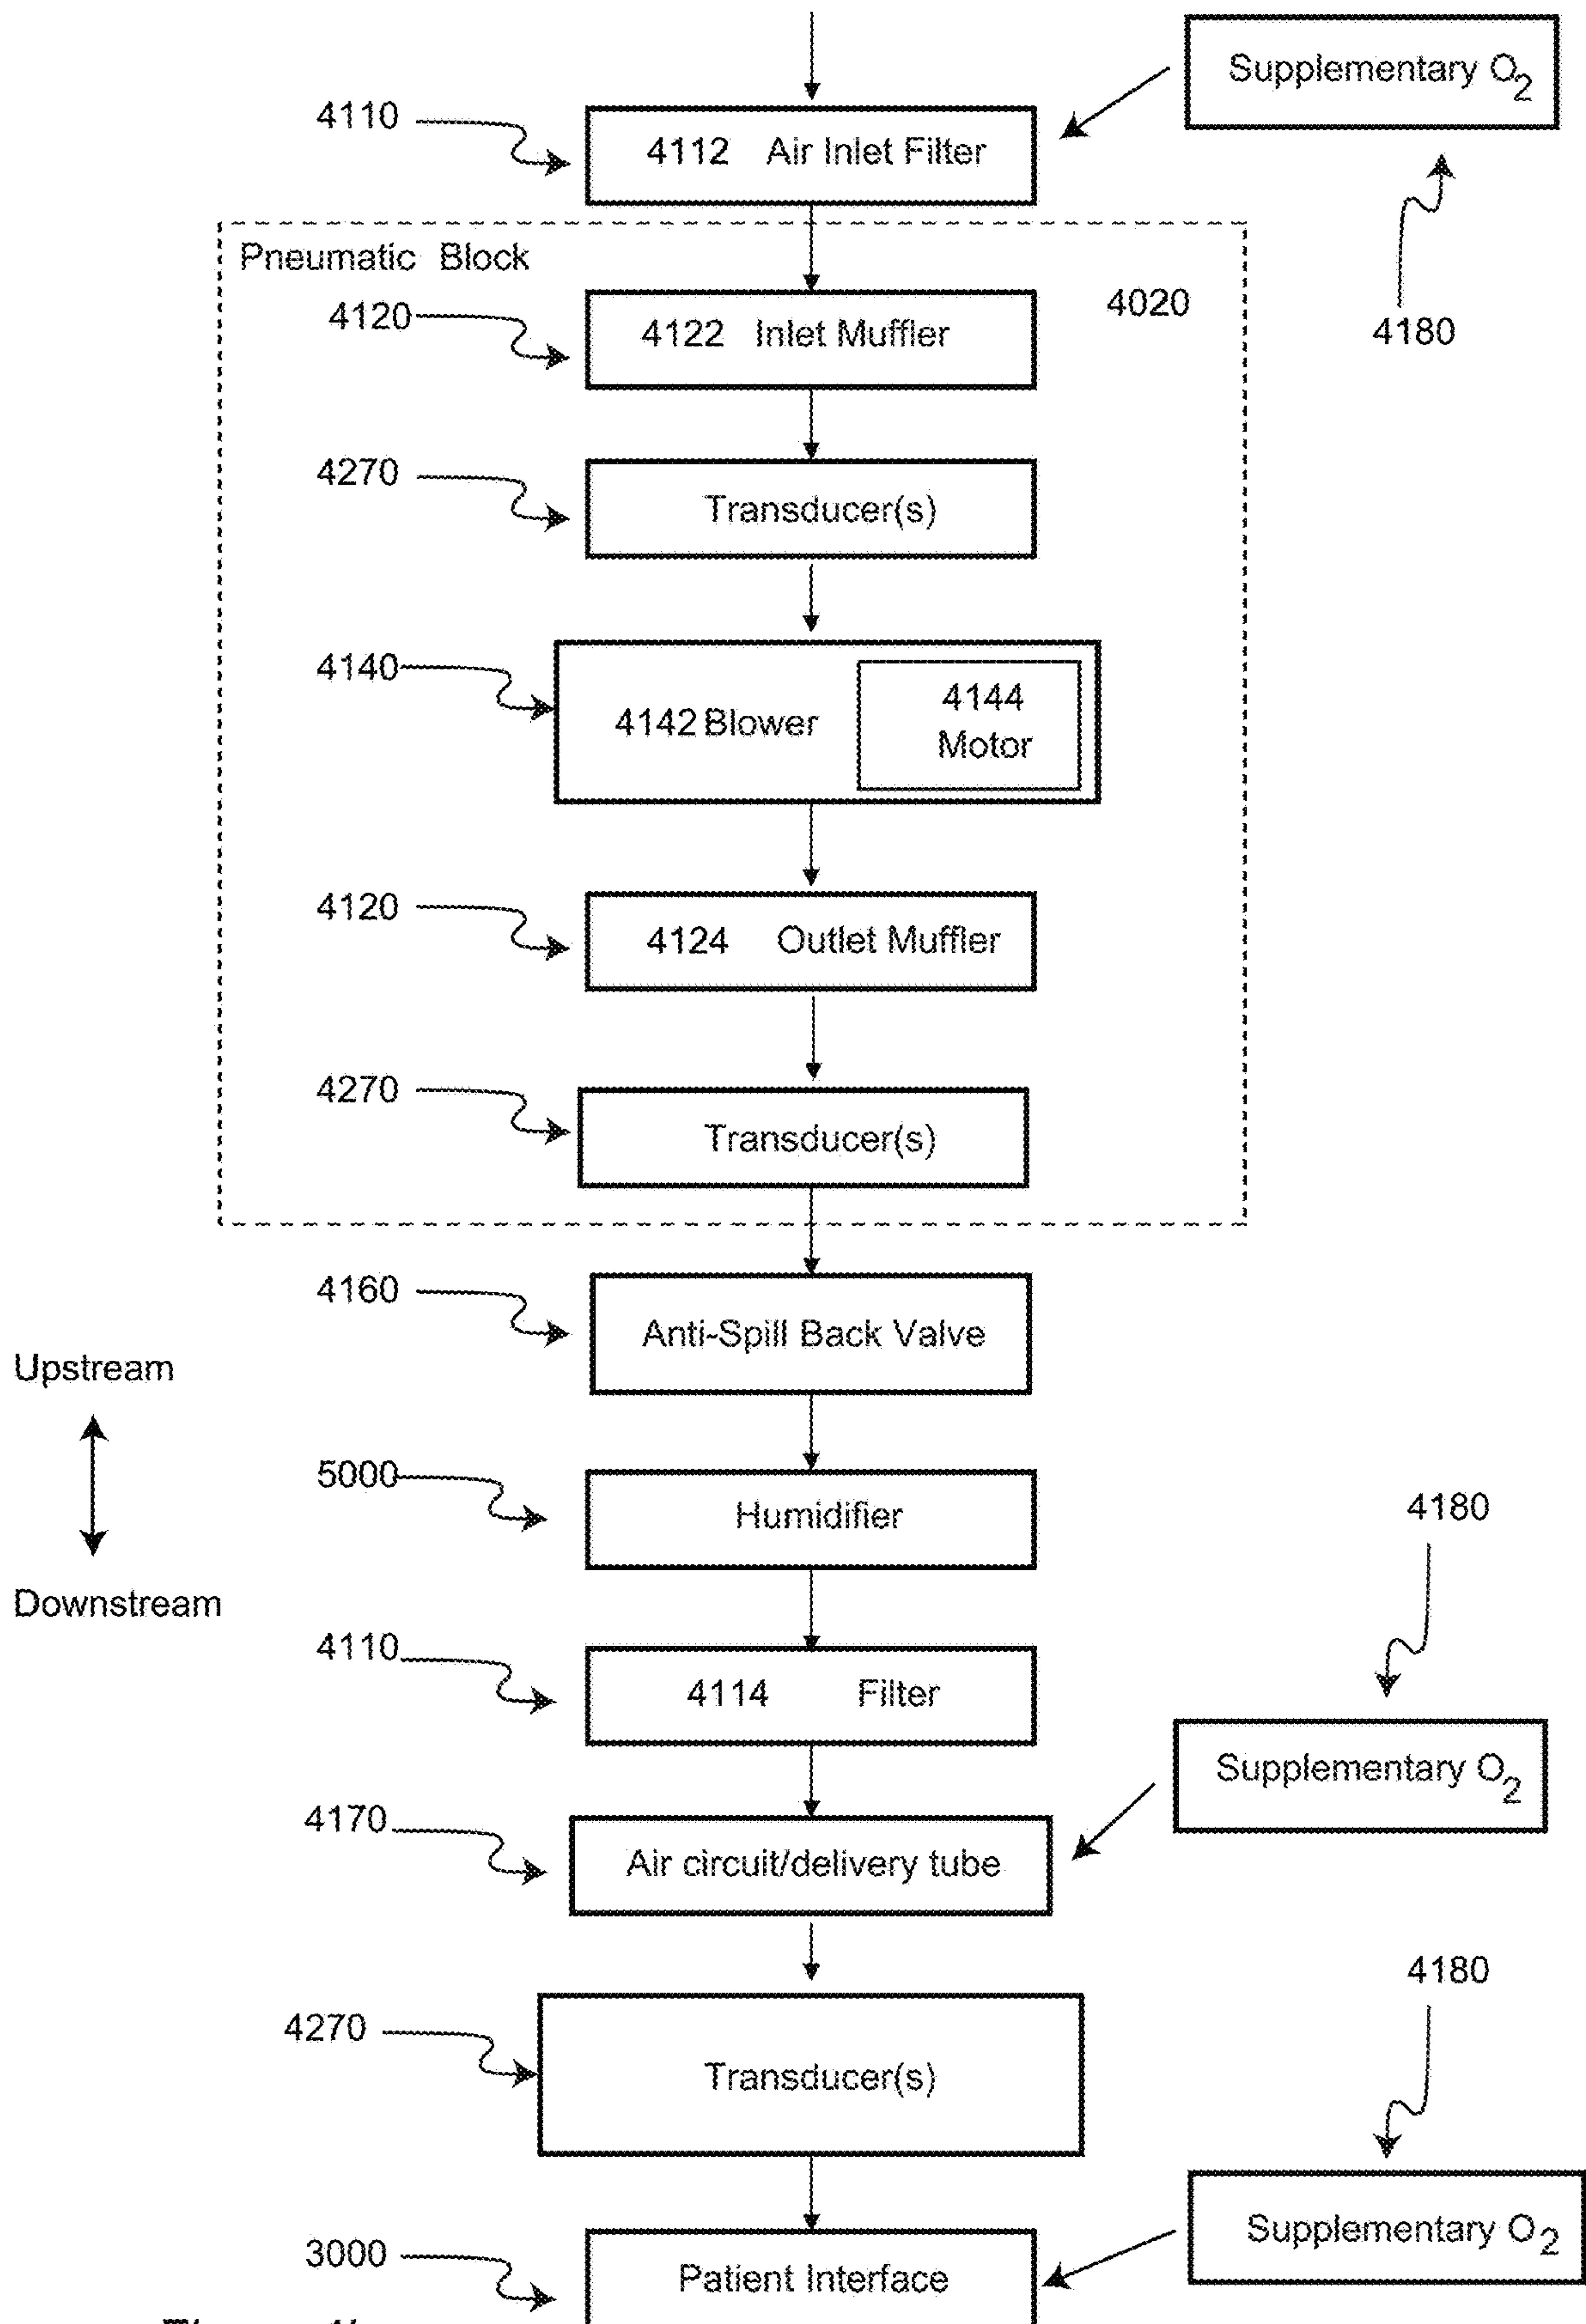 Supplementary O2
4110
4112 Air Inlet Filter
Pneumatic Block
4020
4180
4120
4122 Inlet Muffler
4270
Transducer(s)
4140
4142 Blower
4144
Motor
4120
4124 Outlet Muffler
4270
Transducer(s)
4160
Anti-Spill Back Valve
Upstream
Downstream
5000
Humidifier
4180
4110
4114 Filter
Supplementary O2
4170
Air circuit/delivery tube
4180
4270
Transducer(s)
Supplementary O2
3000
Patient Interface